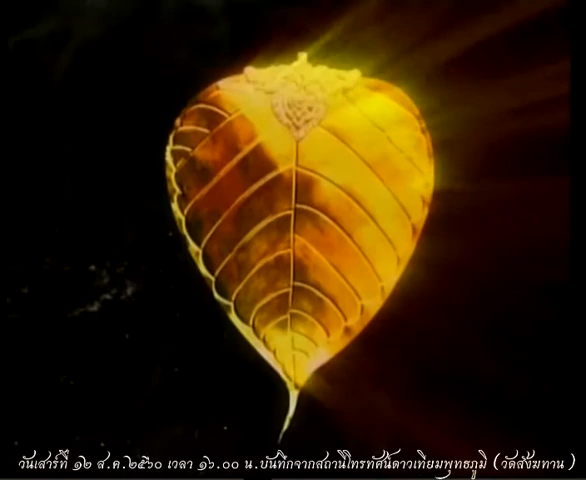 วันเสาร์ที่ ๑๒ ส.ค.๒๕๖๐ เวลา ๑๖.๐๐ น.บันทึกจากสถานีโทรทัศน์ดาวเทียมพุทธภูมิ (วัดสังฆทาน )